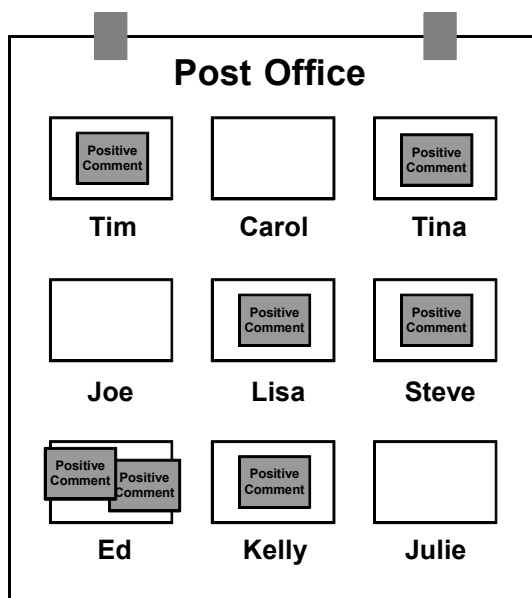 Post Office
Positive
Comment
Positive
Comment
Tim
Carol
Tina
Positive
Comment
Positive
Comment
Joe
Lisa
Steve
Positive
Comment
Positive
Comment
Positive
Comment
Ed
Kelly
Julie